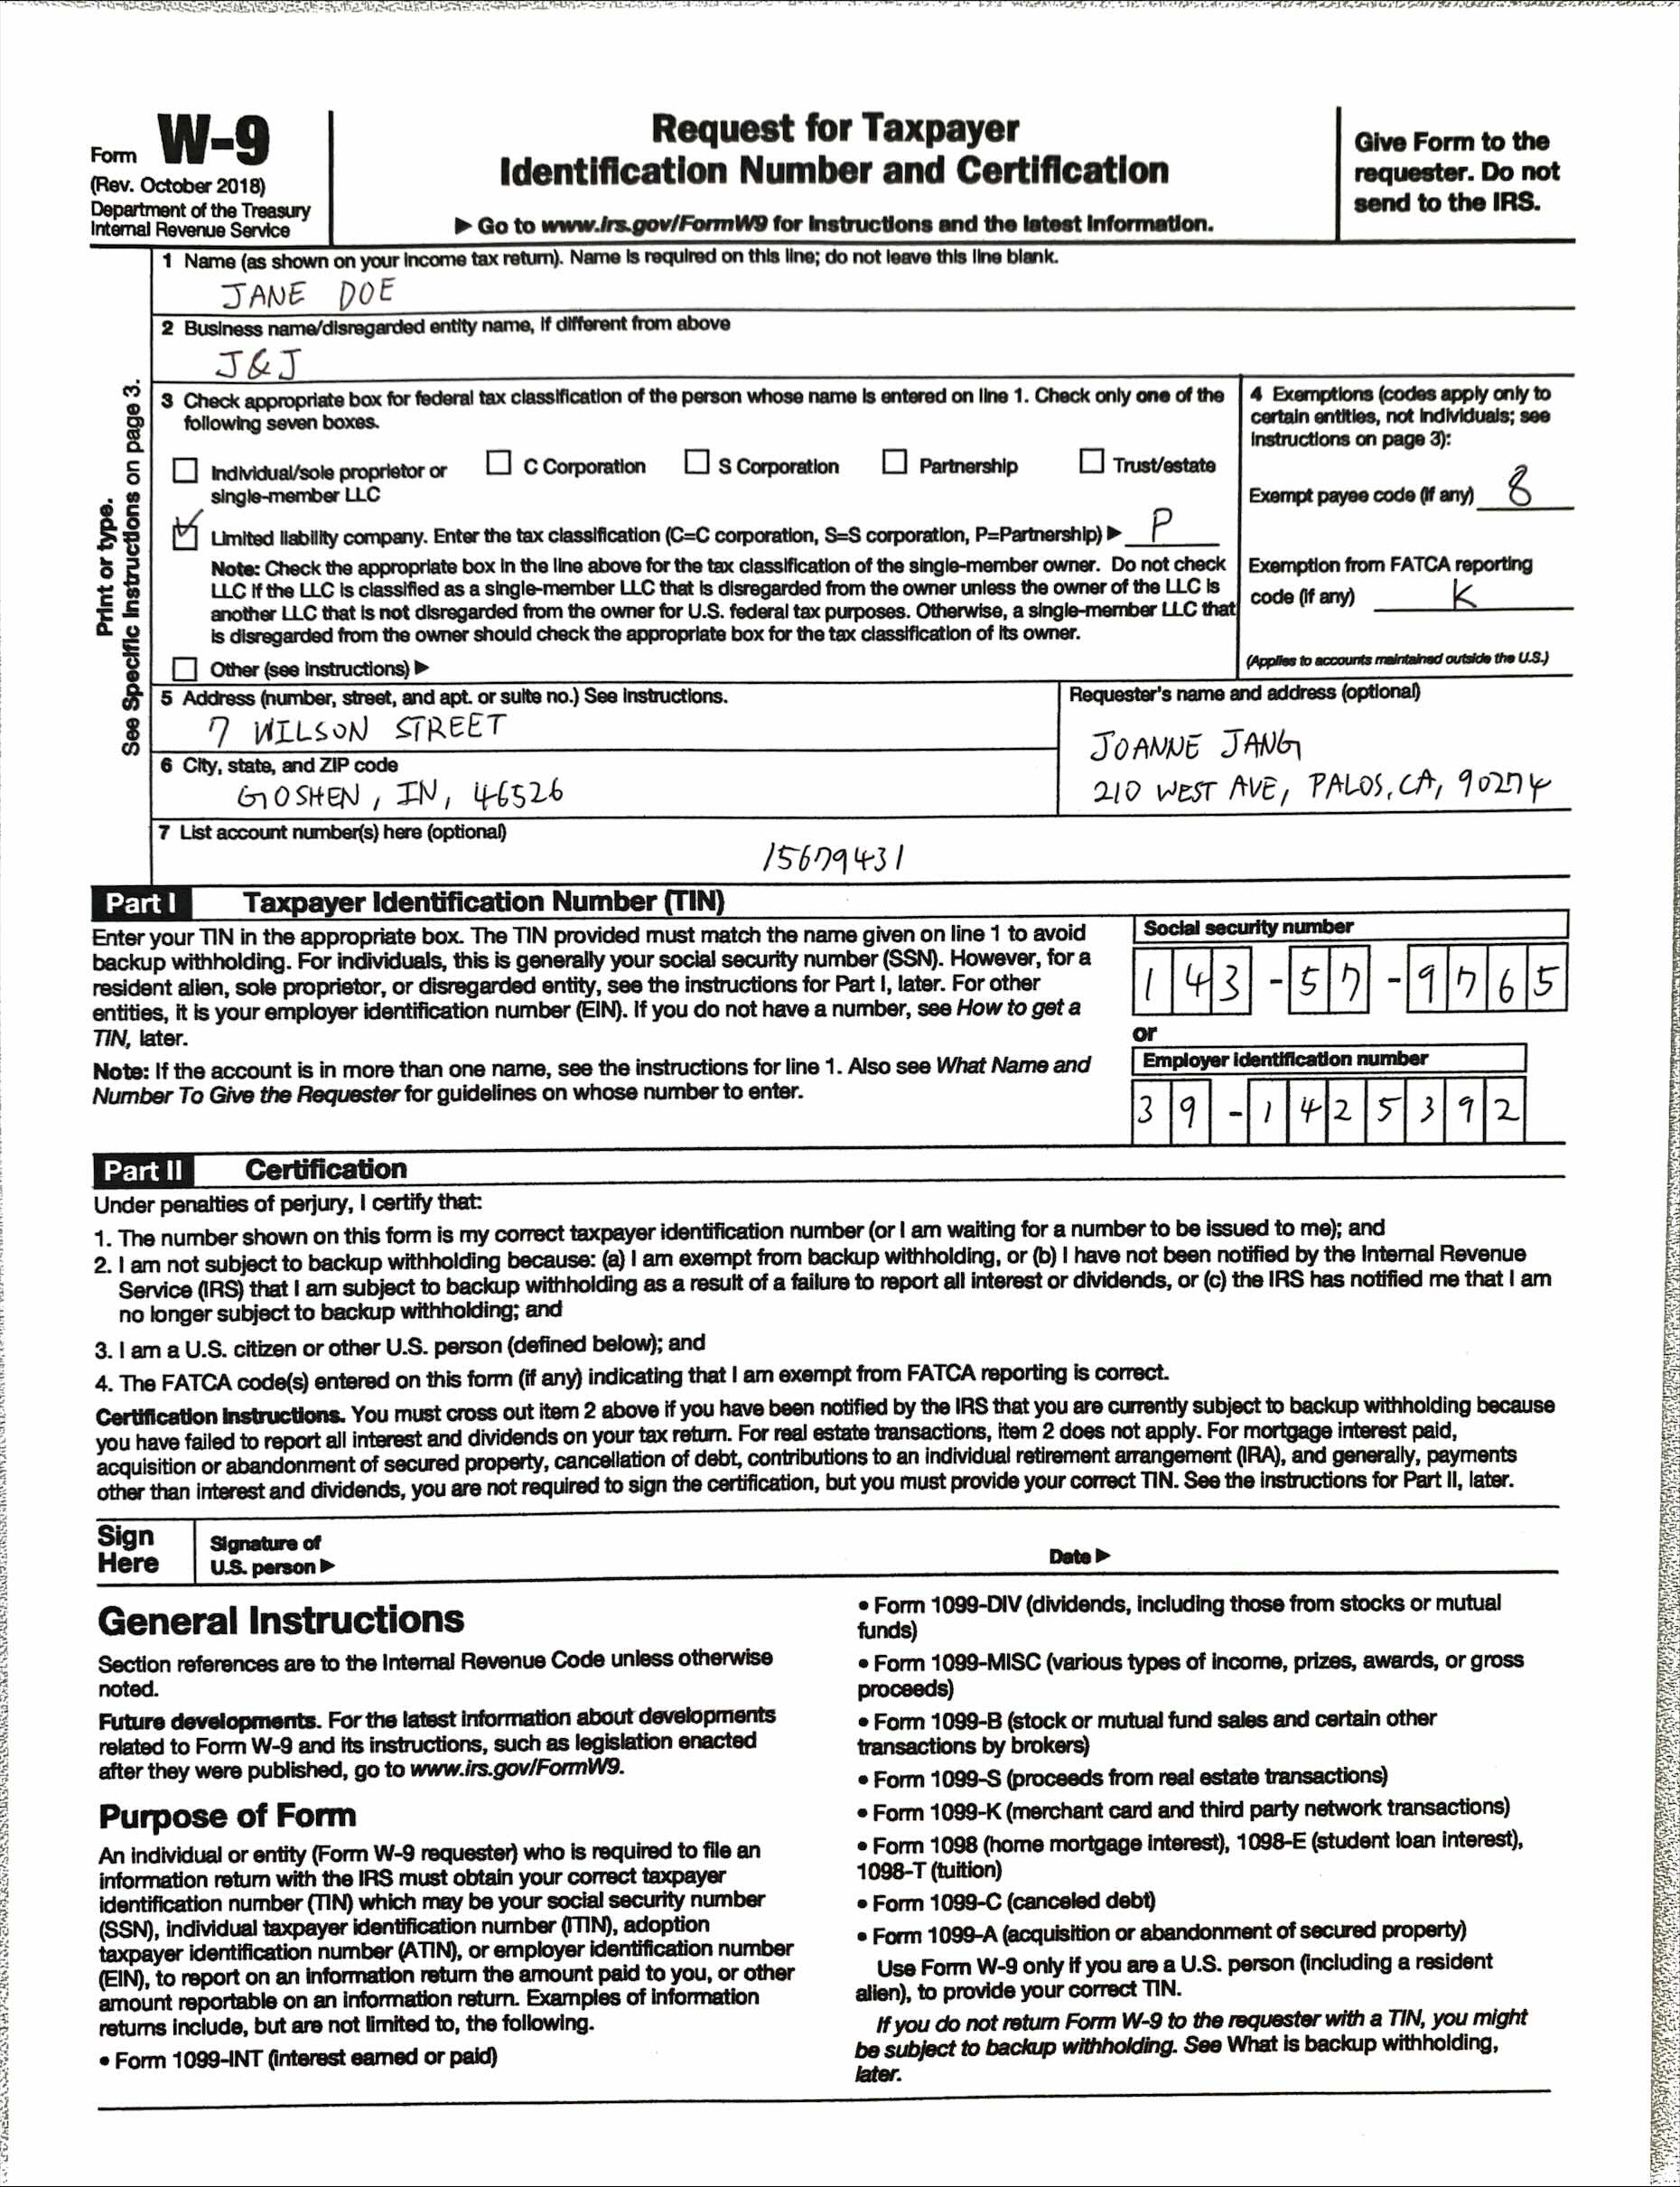 Form W-9
(Rev. October 2018)
Department of the Treasury
Internal Revenue Service
Request for Taxpayer
Identification Number and Certification
▶ Go to www.irs.gov/FormW9 for instructions and the latest information.
Give Form to the
requester. Do not
send to the IRS.
Print or type.
See Specific Instructions on page 3.
1 Name (as shown on your income tax return). Name is required on this line; do not leave this line blank.
JANE DOE
2 Business name/disregarded entity name, if different from above
J&J
3 Check appropriate box for federal tax classification of the person whose name is entered on line 1. Check only one of the
following seven boxes.
Individual/sole proprietor or
single-member LLC
C Corporation
S Corporation
Partnership
Trust/estate
Limited liability company. Enter the tax classification (C=C corporation, S=S corporation, P=Partnership) ▶ P
Note: Check the appropriate box in the line above for the tax classification of the single-member owner. Do not check
LLC if the LLC is classified as a single-member LLC that is disregarded from the owner unless the owner of the LLC is
another LLC that is not disregarded from the owner for U.S. federal tax purposes. Otherwise, a single-member LLC that
is disregarded from the owner should check the appropriate box for the tax classification of its owner.
Other (see instructions) ▶
4 Exemptions (codes apply only to
certain entities, not individuals; see
instructions on page 3):
Exempt payee code (if any) 8
Exemption from FATCA reporting
code (if any) K
(Applies to accounts maintained outside the U.S.)
5 Address (number, street, and apt. or suite no.) See instructions.
7 WILSON STREET
6 City, state, and ZIP code
GOSHEN, IN, 46526
Requester's name and address (optional)
JOANNE JANG
210 WEST AVE, PALOS, CA, 90274
7 List account number(s) here (optional)
15679431
Part I Taxpayer Identification Number (TIN)
Enter your TIN in the appropriate box. The TIN provided must match the name given on line 1 to avoid
backup withholding. For individuals, this is generally your social security number (SSN). However, for a
resident alien, sole proprietor, or disregarded entity, see the instructions for Part I, later. For other
entities, it is your employer identification number (EIN). If you do not have a number, see How to get a
TIN, later.
Note: If the account is in more than one name, see the instructions for line 1. Also see What Name and
Number To Give the Requester for guidelines on whose number to enter.
Social security number
143-57-9765
or
Employer identification number
39-1425392
Part II Certification
Under penalties of perjury, I certify that:
1. The number shown on this form is my correct taxpayer identification number (or I am waiting for a number to be issued to me); and
2. I am not subject to backup withholding because: (a) I am exempt from backup withholding, or (b) I have not been notified by the Internal Revenue
Service (IRS) that I am subject to backup withholding as a result of a failure to report all interest or dividends, or (c) the IRS has notified me that I am
no longer subject to backup withholding; and
3. I am a U.S. citizen or other U.S. person (defined below); and
4. The FATCA code(s) entered on this form (if any) indicating that I am exempt from FATCA reporting is correct.
Certification instructions. You must cross out item 2 above if you have been notified by the IRS that you are currently subject to backup withholding because
you have failed to report all interest and dividends on your tax return. For real estate transactions, item 2 does not apply. For mortgage interest paid,
acquisition or abandonment of secured property, cancellation of debt, contributions to an individual retirement arrangement (IRA), and generally, payments
other than interest and dividends, you are not required to sign the certification, but you must provide your correct TIN. See the instructions for Part II, later.
Sign
Here
Signature of
U.S. person ▶
Date ▶
General Instructions
Section references are to the Internal Revenue Code unless otherwise
noted.
Future developments. For the latest information about developments
related to Form W-9 and its instructions, such as legislation enacted
after they were published, go to www.irs.gov/FormW9.
Purpose of Form
An individual or entity (Form W-9 requester) who is required to file an
information return with the IRS must obtain your correct taxpayer
identification number (TIN) which may be your social security number
(SSN), individual taxpayer identification number (ITIN), adoption
taxpayer identification number (ATIN), or employer identification number
(EIN), to report on an information return the amount paid to you, or other
amount reportable on an information return. Examples of information
returns include, but are not limited to, the following.
• Form 1099-INT (interest earned or paid)
• Form 1099-DIV (dividends, including those from stocks or mutual
funds)
• Form 1099-MISC (various types of income, prizes, awards, or gross
proceeds)
• Form 1099-B (stock or mutual fund sales and certain other
transactions by brokers)
• Form 1099-S (proceeds from real estate transactions)
• Form 1099-K (merchant card and third party network transactions)
• Form 1098 (home mortgage interest), 1098-E (student loan interest),
1098-T (tuition)
• Form 1099-C (canceled debt)
• Form 1099-A (acquisition or abandonment of secured property)
Use Form W-9 only if you are a U.S. person (including a resident
alien), to provide your correct TIN.
If you do not return Form W-9 to the requester with a TIN, you might
be subject to backup withholding. See What is backup withholding,
later.